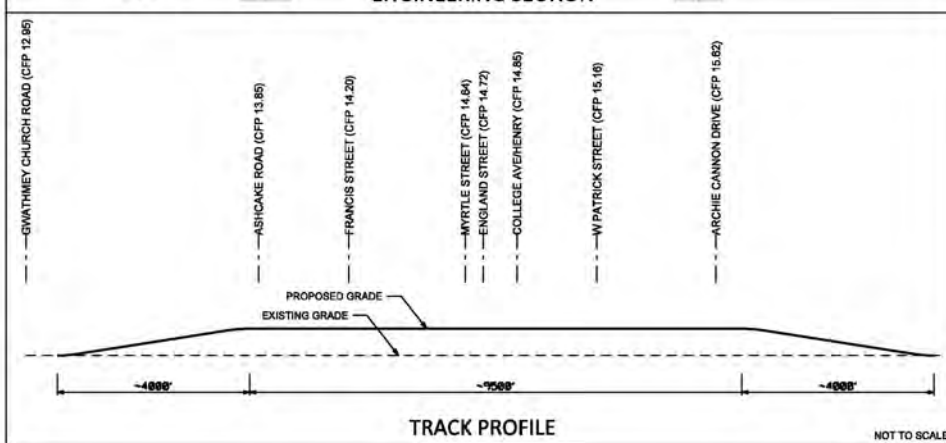 ENGINEERING SECTION
GWATHMEY CHURCH ROAD (CFP 12.95)
ASHCAKE ROAD (CFP 13.85)
FRANCIS STREET (CFP 14.20)
MYRTLE STREET (CFP 14.64)
ENGLAND STREET (CFP 14.72)
COLLEGE AVE/HENRY (CFP 14.85)
W PATRICK STREET (CFP 15.16)
ARCHIE CANNON DRIVE (CFP 15.62)
PROPOSED GRADE
EXISTING GRADE
~4000'
~9500'
~4000'
TRACK PROFILE
NOT TO SCALE